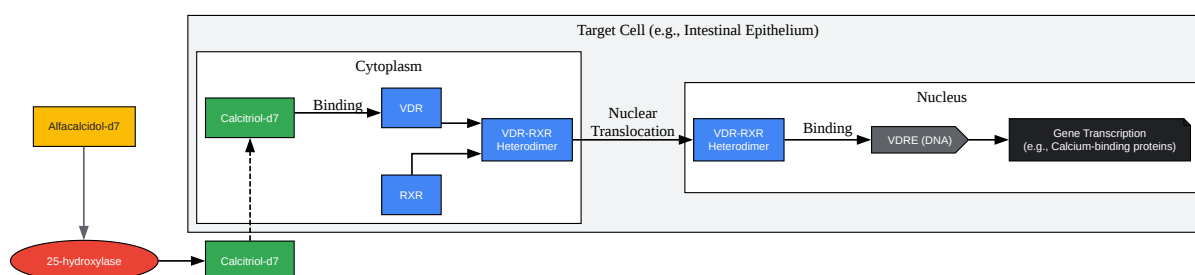 Target Cell (e.g., Intestinal Epithelium)
Cytoplasm
Nucleus
Alfacalcidol-d7
Calcitriol-d7
Binding
VDR
VDR-RXR
Heterodimer
RXR
Nuclear
Translocation
VDR-RXR
Heterodimer
Binding
VDRE (DNA)
Gene Transcription
(e.g., Calcium-binding proteins)
25-hydroxylase
Calcitriol-d7